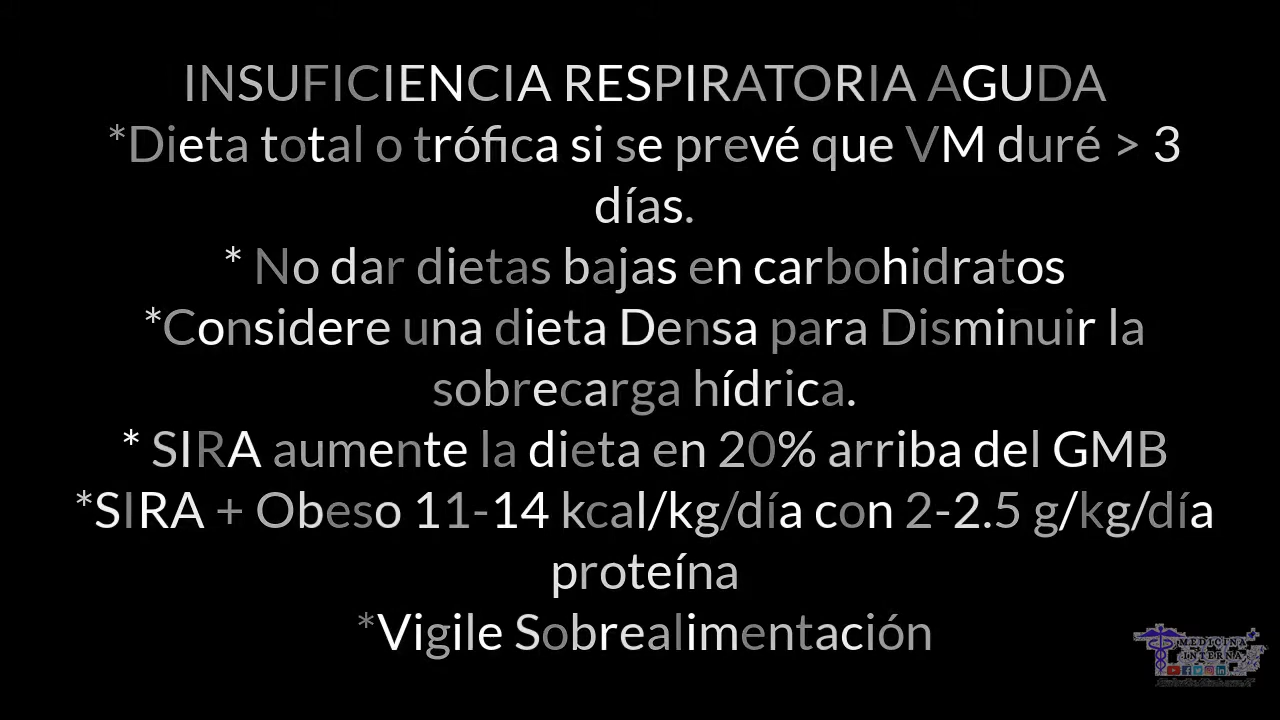 INSUFICIENCIA RESPIRATORIA AGUDA
*Dieta total o trófica si se prevé que VM duré > 3
días.
* No dar dietas bajas en carbohidratos
*Considere una dieta Densa para Disminuir la
sobrecarga hídrica.
* SIRA aumente la dieta en 20% arriba del GMB
*SIRA + Obeso 11-14 kcal/kg/día con 2-2.5 g/kg/día
proteína
*Vigile Sobrealimentación
MEDICINA
INTERNA